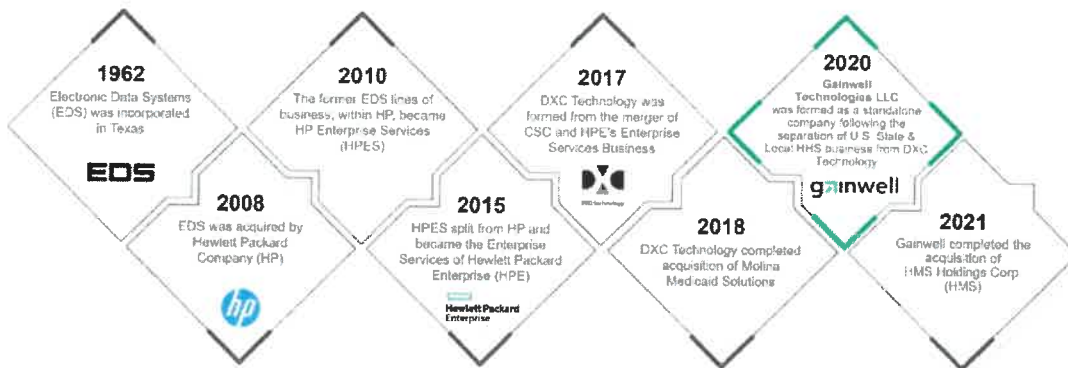 1962
Electronic Data Systems
(EDS) was incorporated
in Texas
EDS
2008
EDS was acquired by
Hewlett Packard
Company (HP)
hp
2010
The former EDS lines of
business, within HP, became
HP Enterprise Services
(HPES)
2015
HPES split from HP and
became the Enterprise
Services of Hewlett Packard
Enterprise (HPE)
Hewlett Packard
Enterprise
2017
DXC Technology was
formed from the merger of
CSC and HPE's Enterprise
Services Business
2018
DXC Technology completed
acquisition of Molina
Medicaid Solutions
2020
Gainwell
Technologies LLC
was formed as a standalone
company following the
separation of U.S. State &
Local HHS business from DXC
Technology
gainwell
2021
Gainwell completed the
acquisition of
HMS Holdings Corp
(HMS)